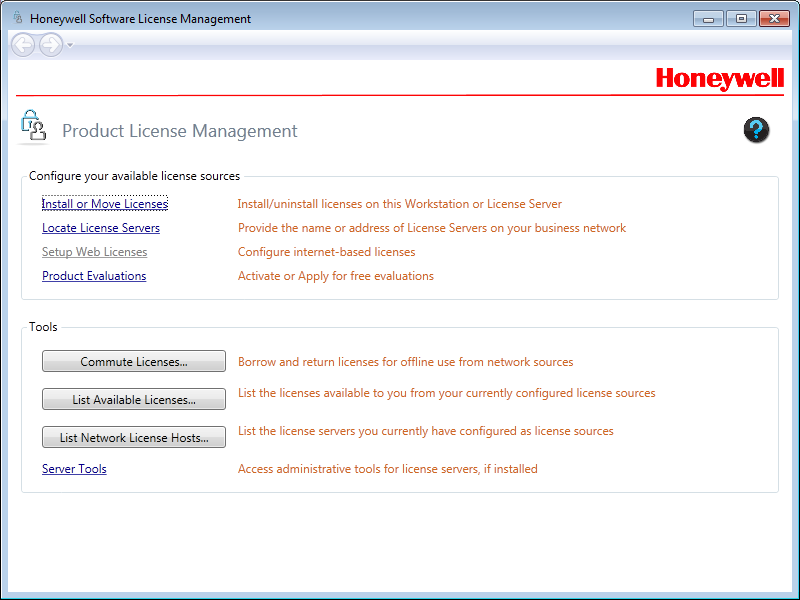 Honeywell Software License Management
Honeywell
Product License Management
?
Configure your available license sources
Install or Move Licenses Install/uninstall licenses on this Workstation or License Server
Locate License Servers Provide the name or address of License Servers on your business network
Setup Web Licenses Configure internet-based licenses
Product Evaluations Activate or Apply for free evaluations
Tools
Commute Licenses... Borrow and return licenses for offline use from network sources
List Available Licenses... List the licenses available to you from your currently configured license sources
List Network License Hosts... List the license servers you currently have configured as license sources
Server Tools Access administrative tools for license servers, if installed